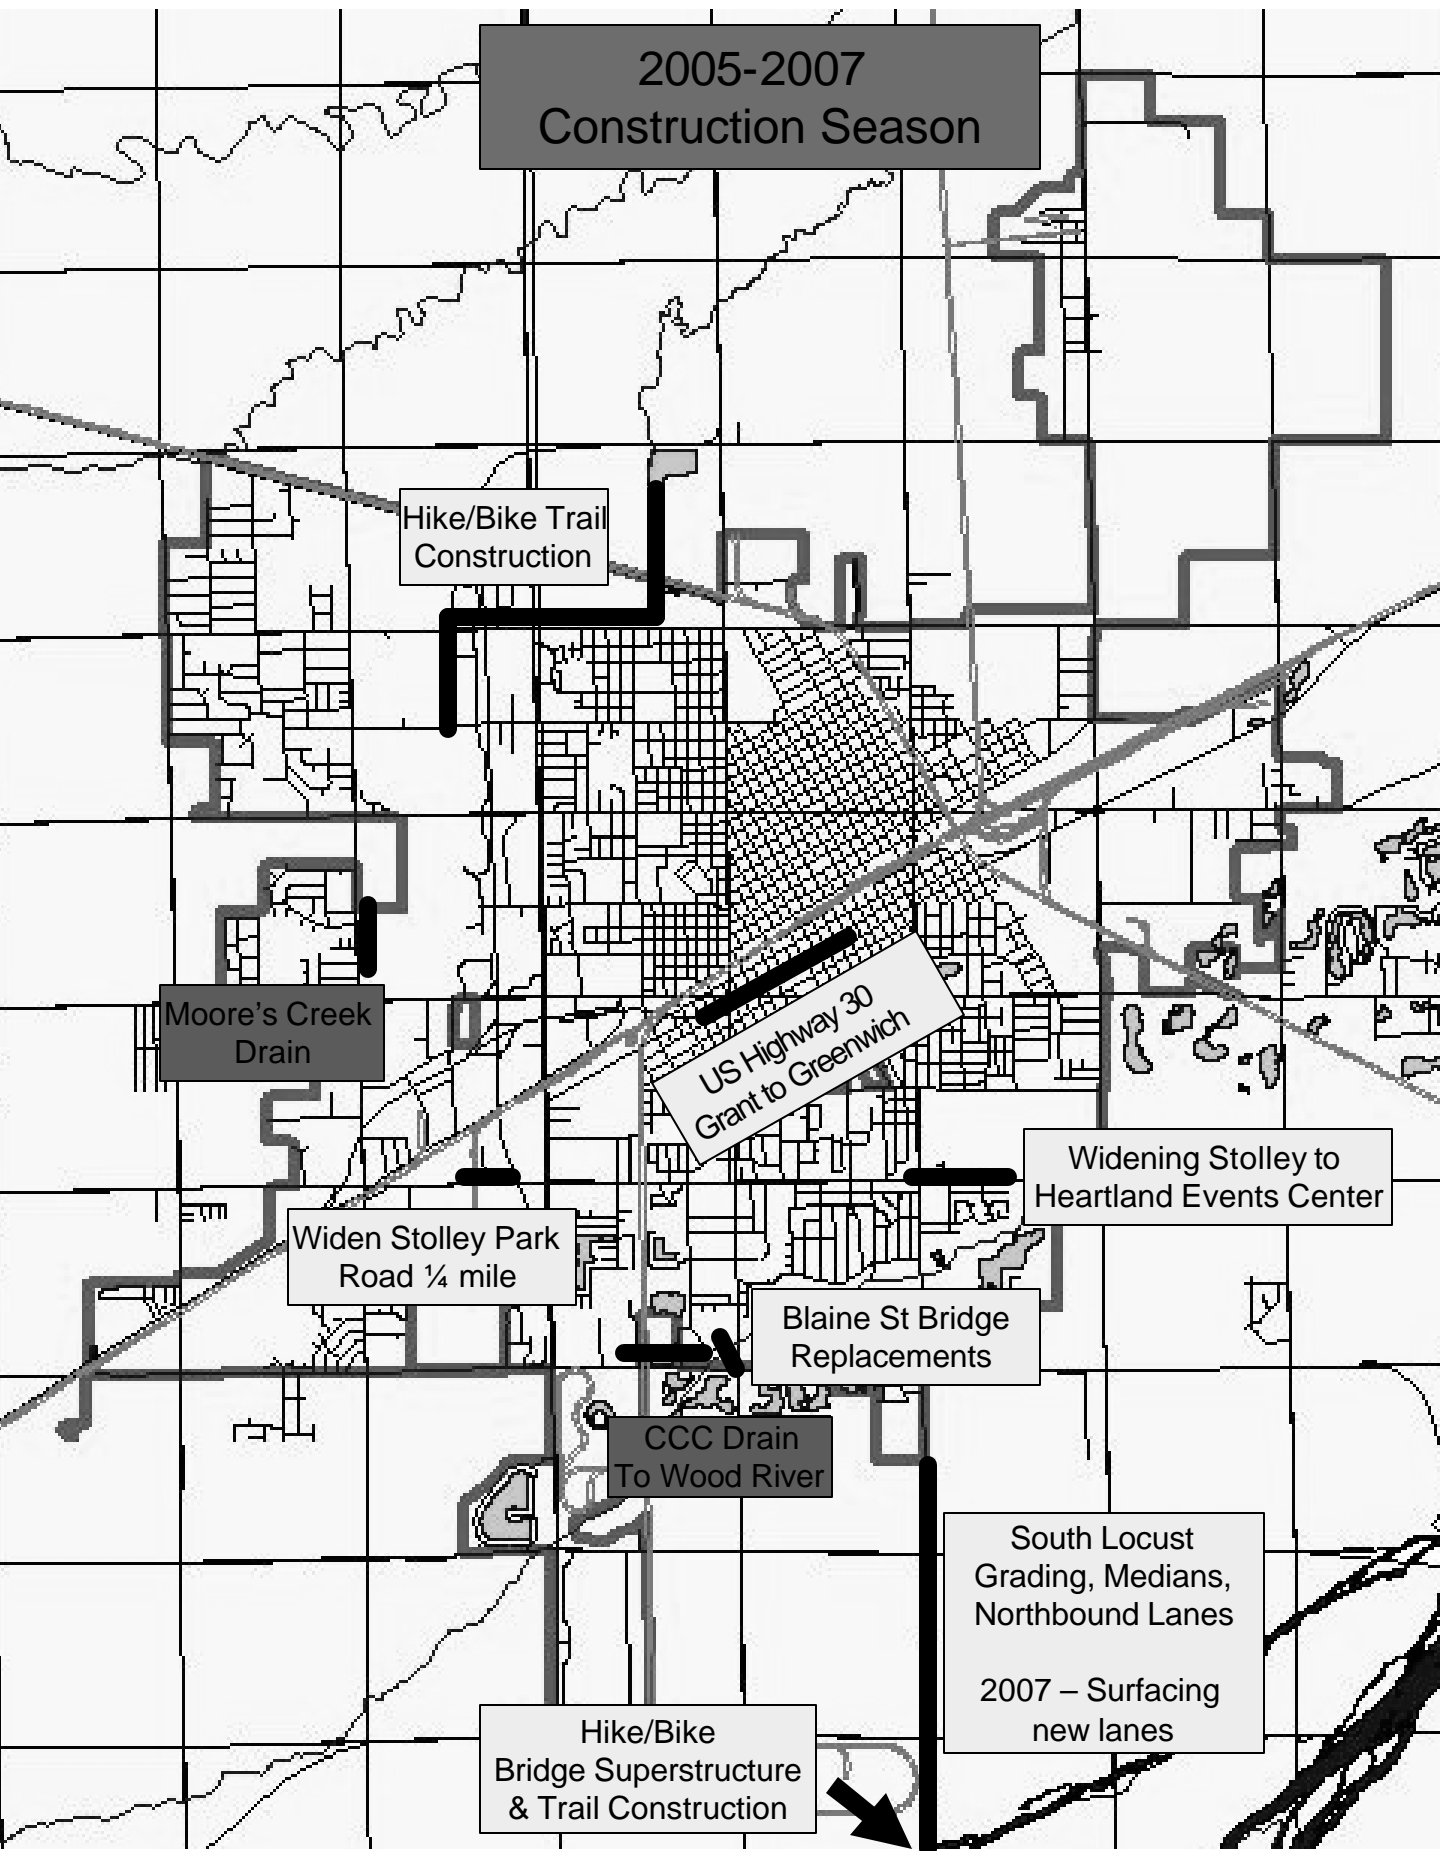 2005-2007
Construction Season
Hike/Bike Trail
Construction
Moore's Creek
Drain
US Highway 30
Grant to Greenwich
Widening Stolley to
Heartland Events Center
Widen Stolley Park
Road ¼ mile
Blaine St Bridge
Replacements
CCC Drain
To Wood River
South Locust
Grading, Medians,
Northbound Lanes
2007 – Surfacing
new lanes
Hike/Bike
Bridge Superstructure
& Trail Construction